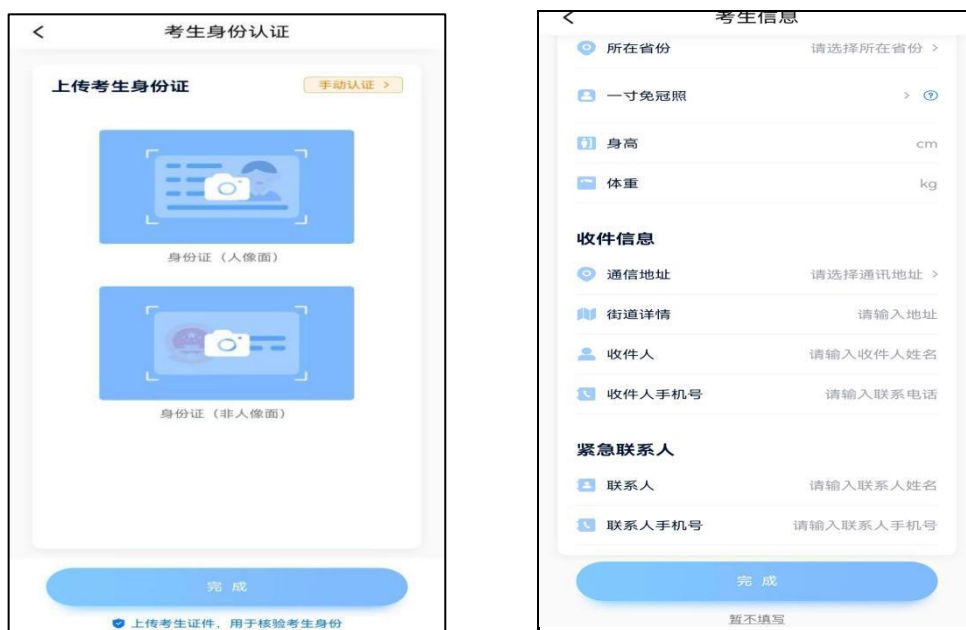 考生身份认证
上传考生身份证
手动认证 >
身份证（人像面）
身份证（非人像面）
完成
上传考生证件，用于核验考生身份
考生信息
所在省份 请选择所在省份 >
一寸免冠照 >
身高 cm
体重 kg
收件信息
通信地址 请选择通讯地址 >
街道详情 请输入地址
收件人 请输入收件人姓名
收件人手机号 请输入联系电话
紧急联系人
联系人 请输入联系人姓名
联系人手机号 请输入联系人手机号
完成
暂不填写